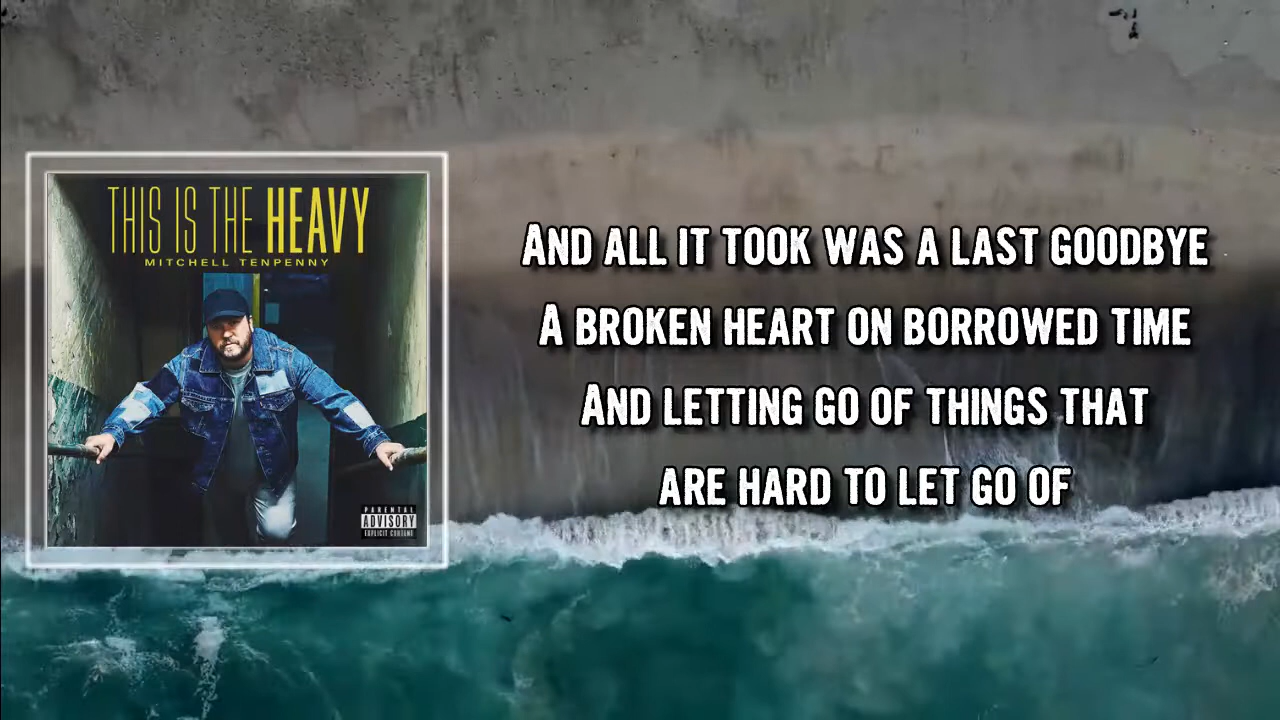 THIS IS THE HEAVY
MITCHELL TENPENNY
PARENTAL
ADVISORY
EXPLICIT CONTENT
AND ALL IT TOOK WAS A LAST GOODBYE
A BROKEN HEART ON BORROWED TIME
AND LETTING GO OF THINGS THAT
ARE HARD TO LET GO OF